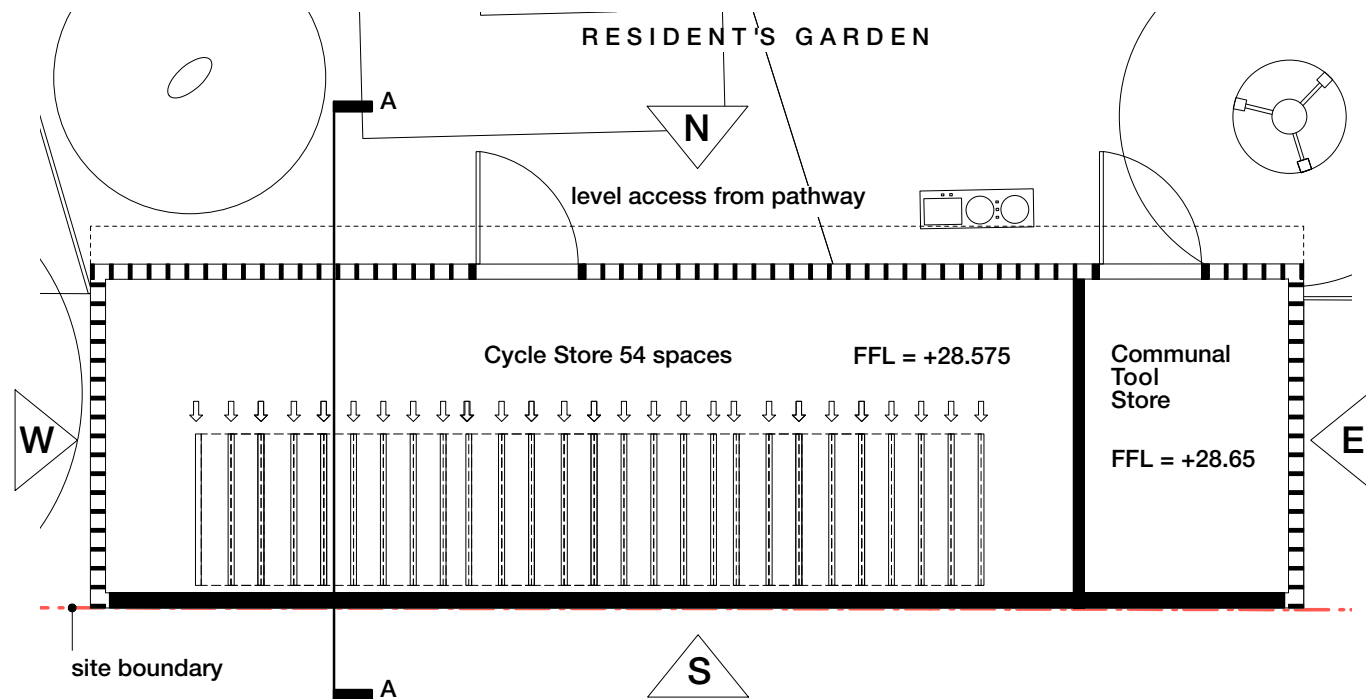 RESIDENT'S GARDEN
A
N
level access from pathway
Cycle Store 54 spaces
FFL = +28.575
Communal
Tool
Store
FFL = +28.65
W
E
site boundary
S
A